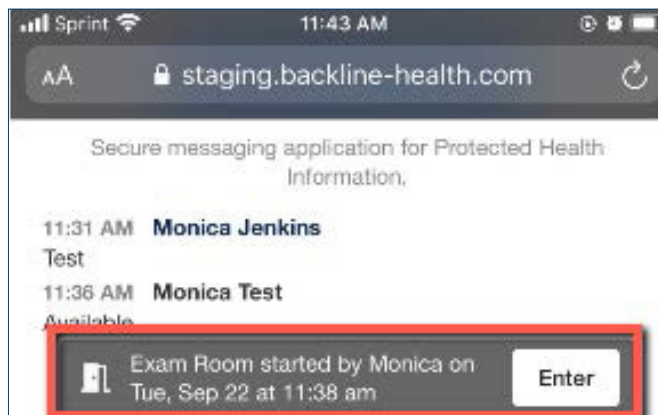 Sprint 11:43 AM
AA staging.backline-health.com
Secure messaging application for Protected Health
Information.
11:31 AM Monica Jenkins
Test
11:36 AM Monica Test
Available
Exam Room started by Monica on
Tue, Sep 22 at 11:38 am
Enter